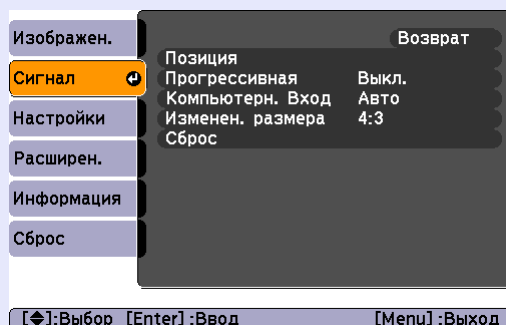 Изображен.
Сигнал
Настройки
Расширен.
Информация
Сброс
Возврат
Позиция
Прогрессивная Выкл.
Компьютерн. Вход Авто
Изменен. размера 4:3
Сброс
[◆]:Выбор [Enter]:Ввод [Menu]:Выход